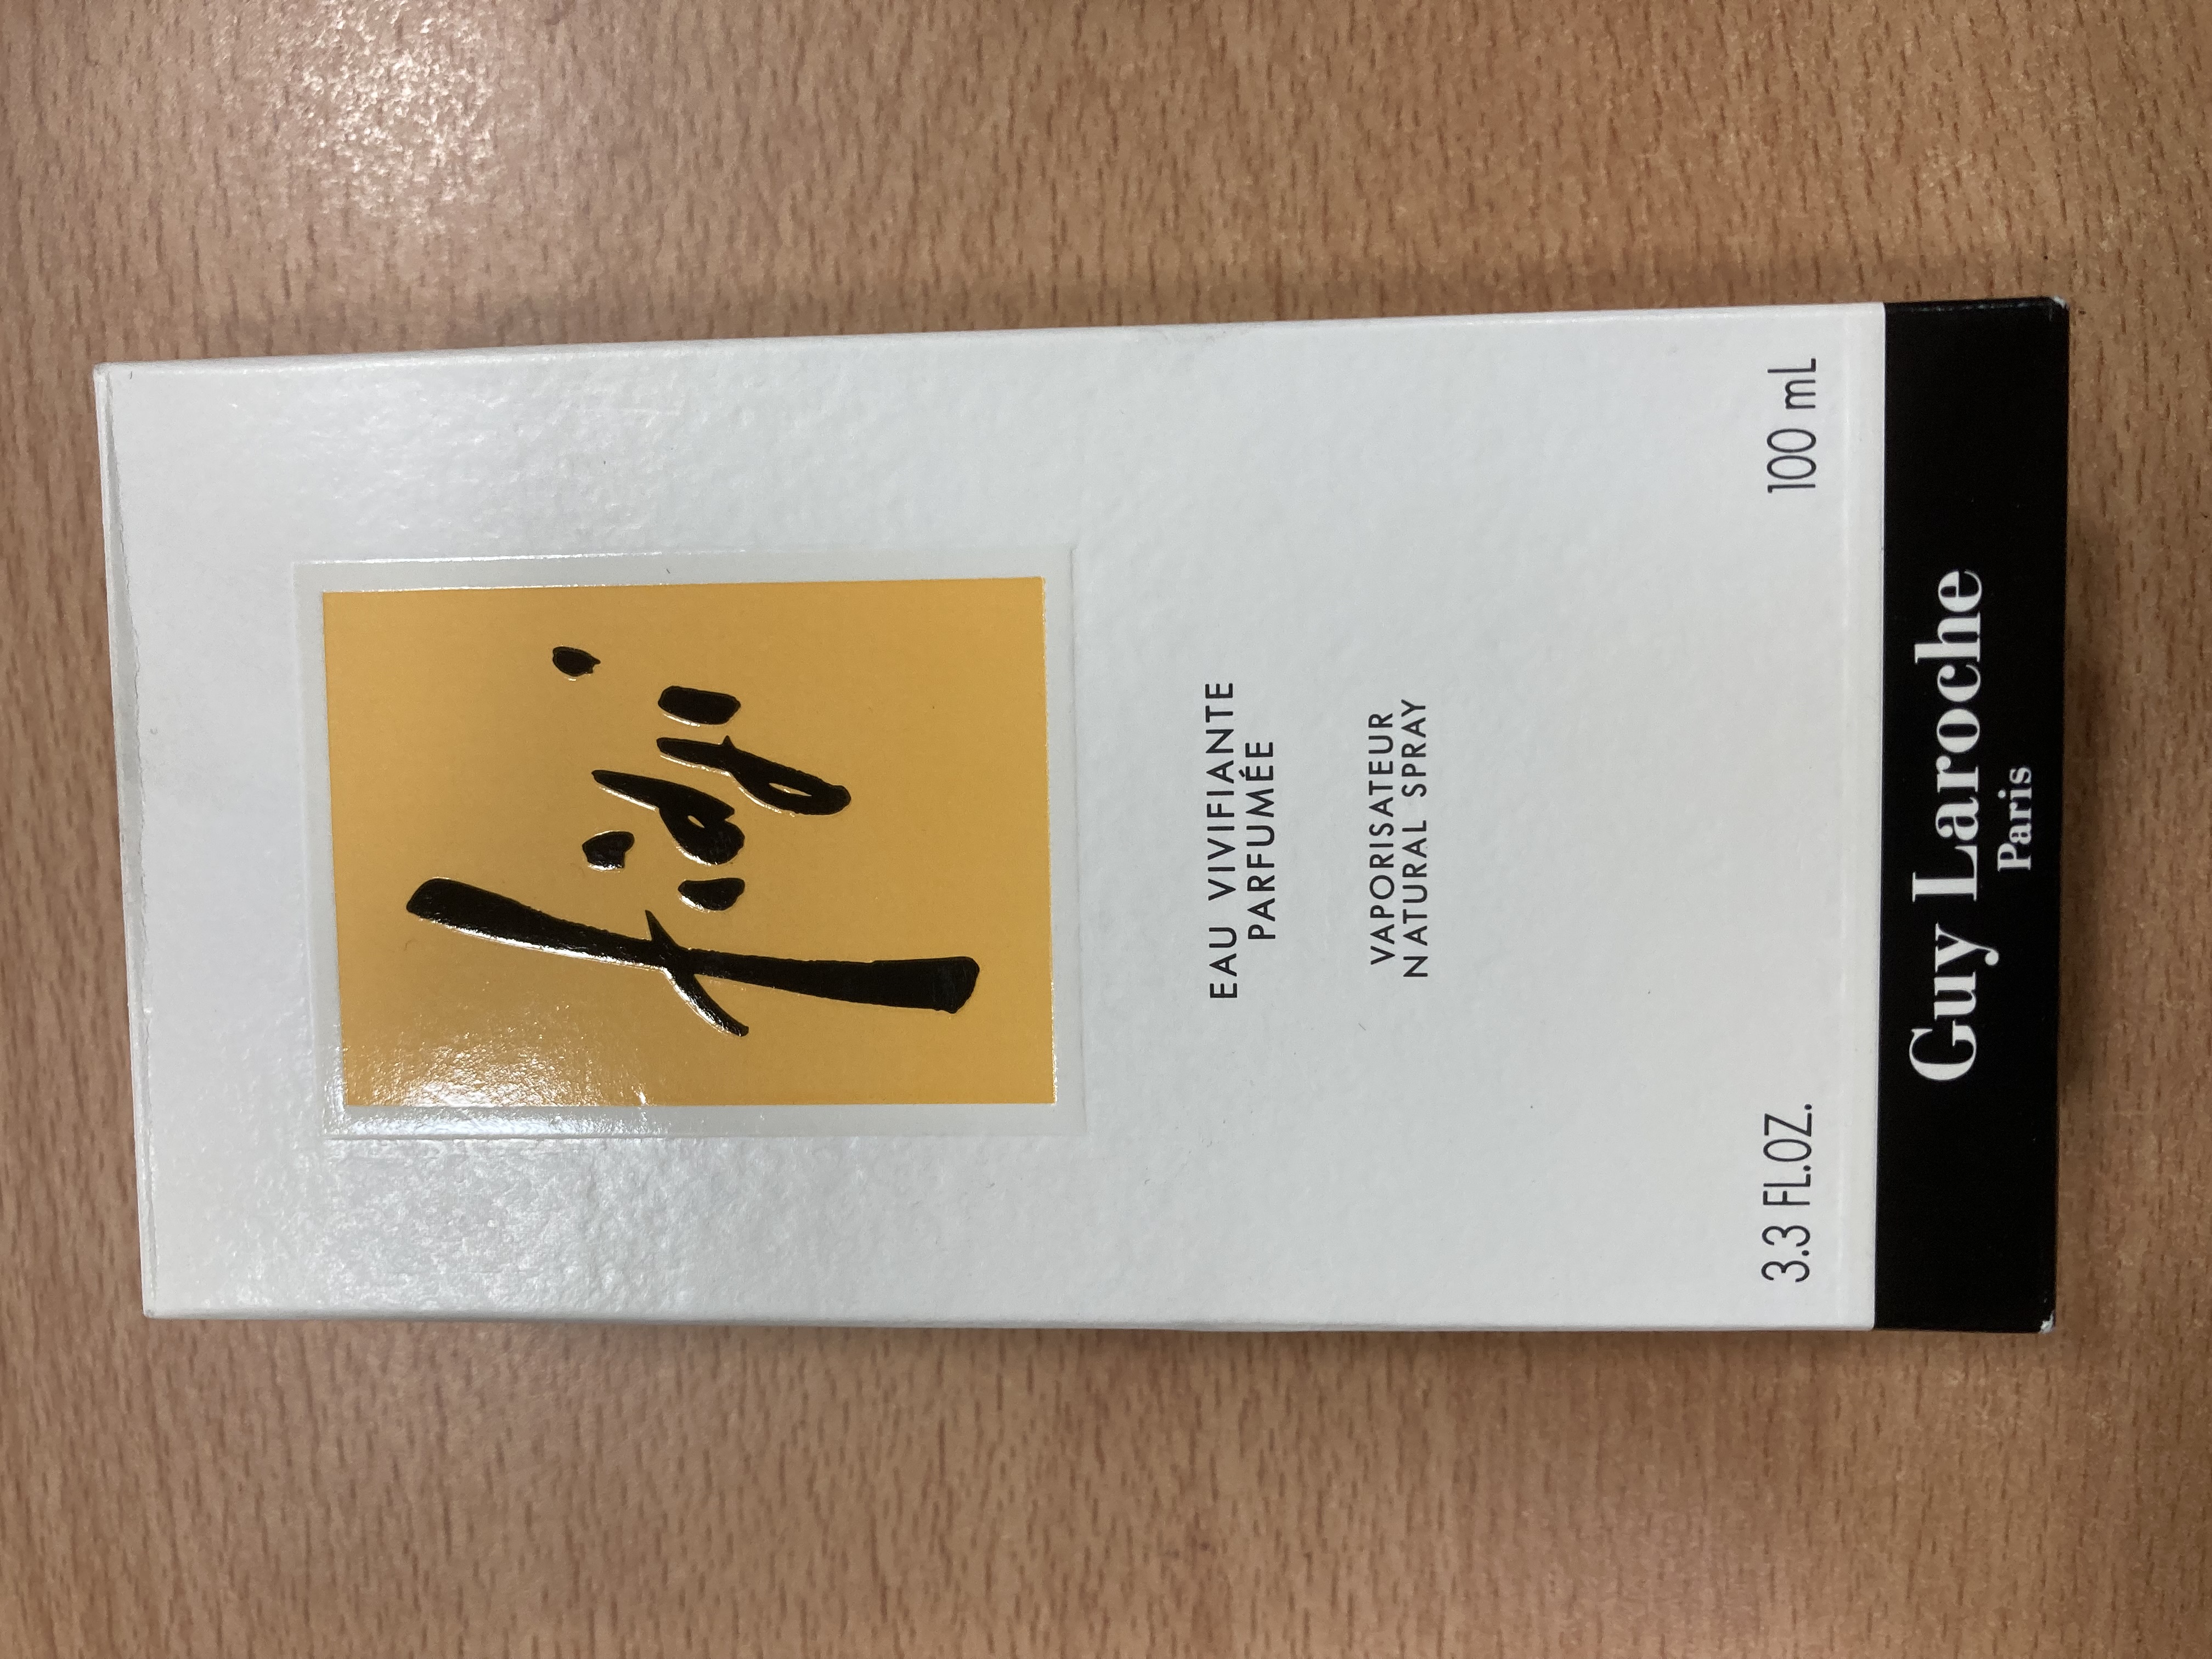 fidji
EAU VIVIFIANTE
PARFUMÉE
VAPORISATEUR
NATURAL SPRAY
3.3 FL.OZ. 100 mL
Guy Laroche
Paris